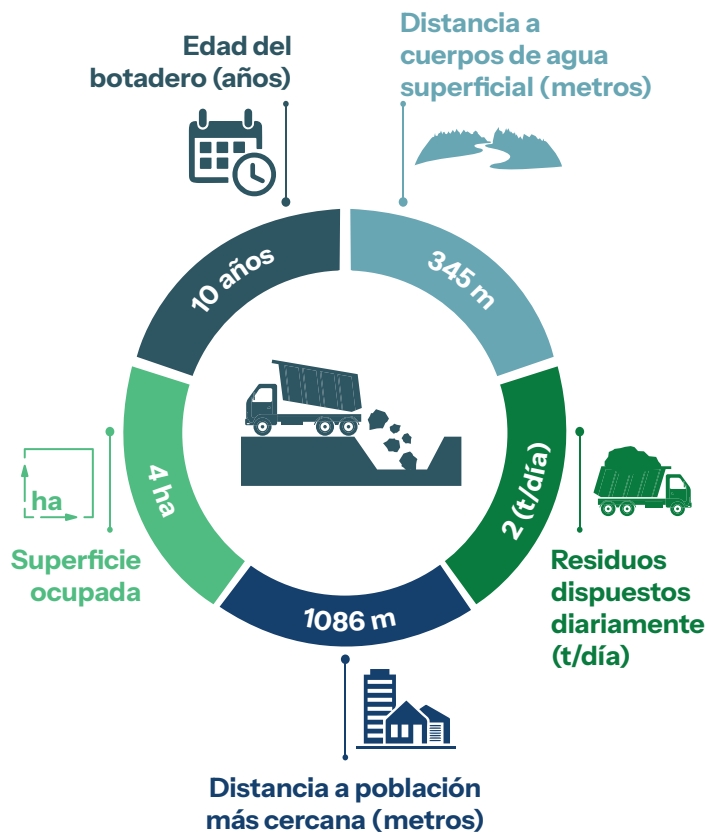 Edad del
botadero (años)
Distancia a
cuerpos de agua
superficial (metros)
10 años
345 m
4 ha
2 (t/día)
1086 m
ha
Superficie
ocupada
Residuos
dispuestos
diariamente
(t/día)
Distancia a población
más cercana (metros)